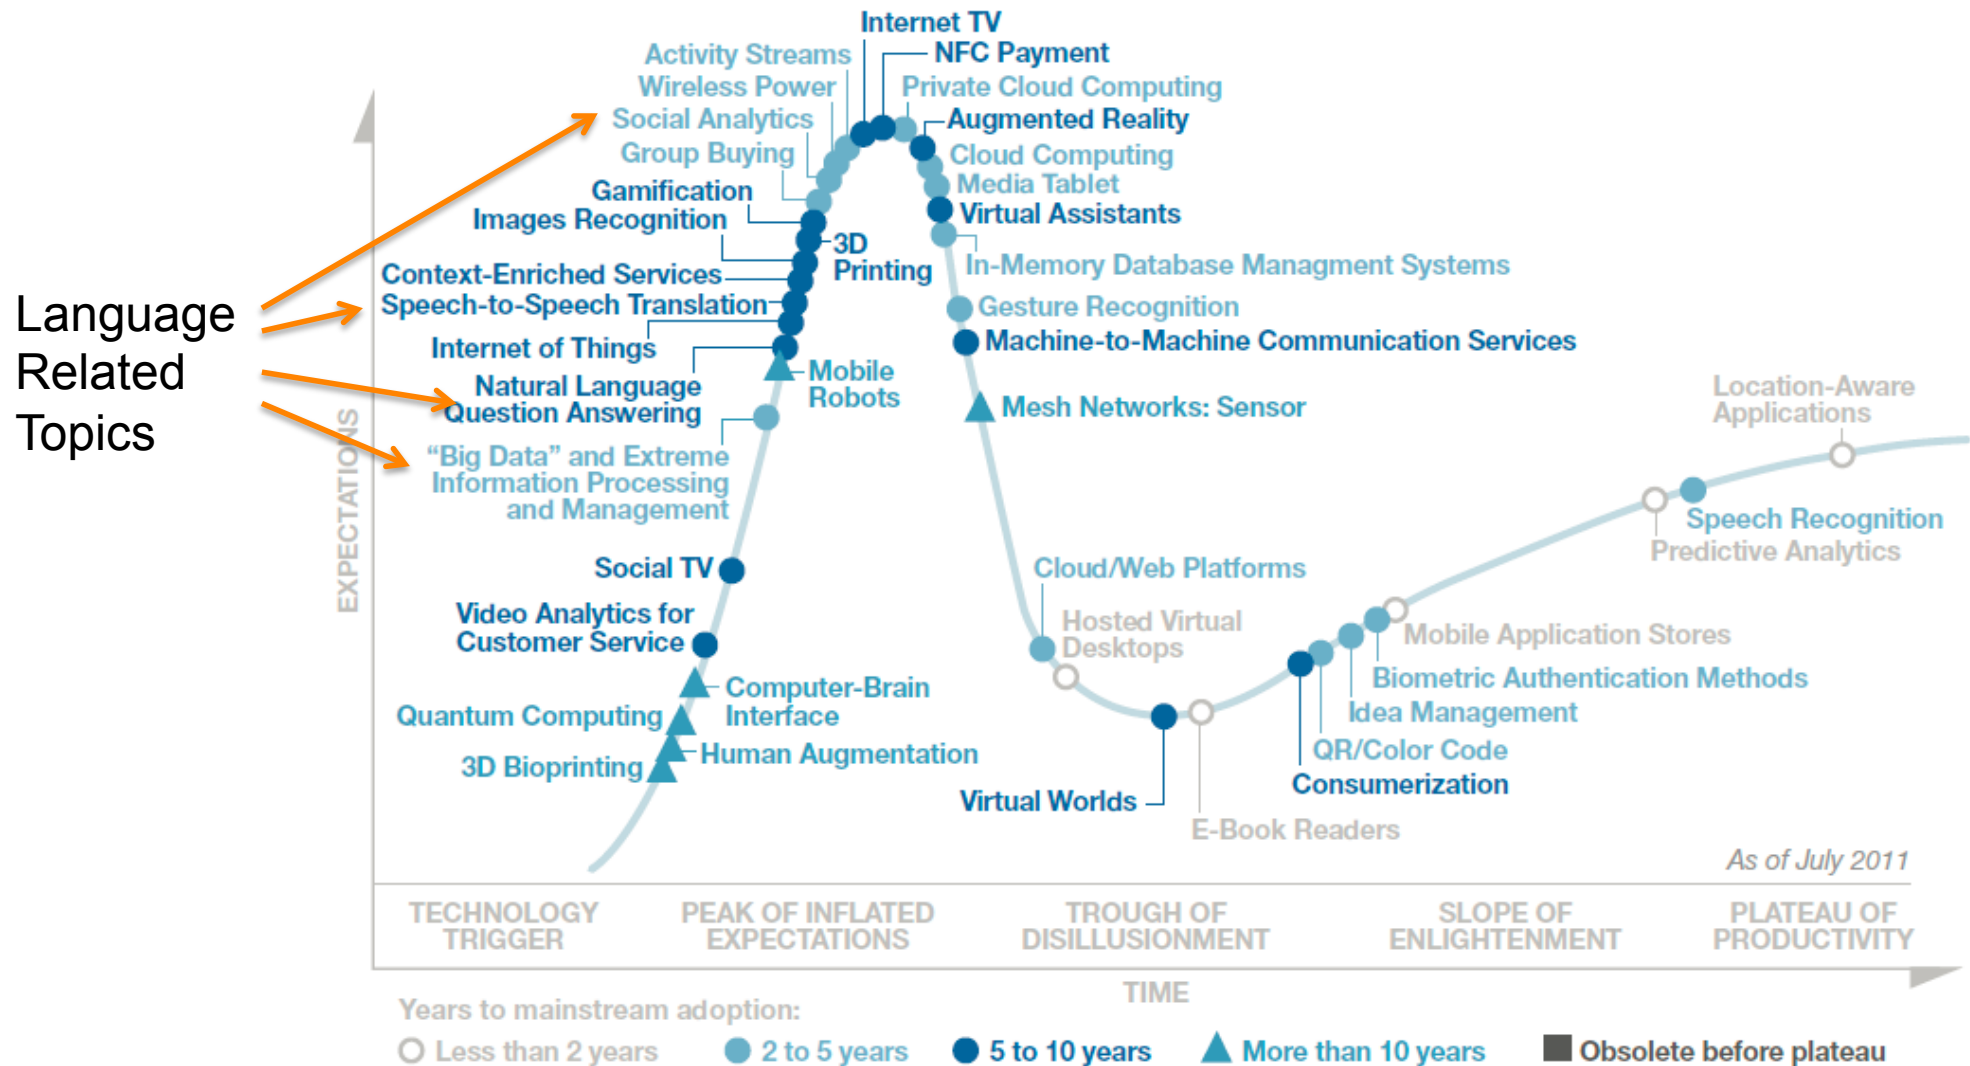 Internet TV
Activity Streams
NFC Payment
Wireless Power
Private Cloud Computing
Social Analytics
Augmented Reality
Group Buying
Cloud Computing
Media Tablet
Gamification
Virtual Assistants
Images Recognition
3D
Printing
In-Memory Database Managment Systems
Context-Enriched Services
Speech-to-Speech Translation
Gesture Recognition
Language
Related
Topics
Internet of Things
Machine-to-Machine Communication Services
Natural Language
Question Answering
Mobile
Robots
Mesh Networks: Sensor
Location-Aware
Applications
EXPECTATIONS
“Big Data” and Extreme
Information Processing
and Management
Speech Recognition
Predictive Analytics
Social TV
Cloud/Web Platforms
Video Analytics for
Customer Service
Hosted Virtual
Desktops
Mobile Application Stores
Computer-Brain
Interface
Biometric Authentication Methods
Quantum Computing
Idea Management
Human Augmentation
QR/Color Code
3D Bioprinting
Consumerization
Virtual Worlds
E-Book Readers
As of July 2011
TECHNOLOGY
TRIGGER
PEAK OF INFLATED
EXPECTATIONS
TROUGH OF
DISILLUSIONMENT
SLOPE OF
ENLIGHTENMENT
PLATEAU OF
PRODUCTIVITY
TIME
Years to mainstream adoption:
Less than 2 years
2 to 5 years
5 to 10 years
More than 10 years
Obsolete before plateau